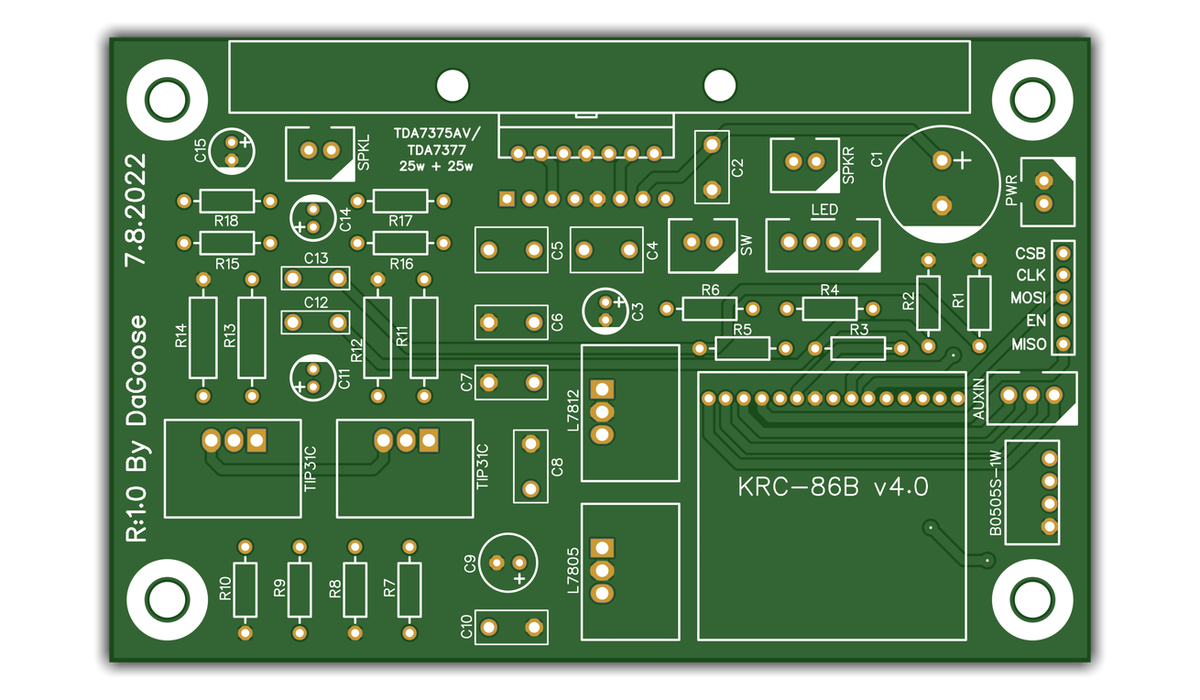 TDA7375AV/
TDA7377
25w + 25w
C15
SPKL
C2
SPKR
C1
PWR
7.8.2022
R18
C14
R17
LED
R15
R16
C5
C4
SW
CSB
CLK
MOSI
EN
MISO
C13
C12
R14
R13
R12
R11
C6
C3
R6
R4
R2
R1
R5
R3
C11
C7
L7812
AUXIN
R:1.0 By DaGoose
TIP31C
TIP31C
C8
KRC-86B v4.0
B0505S-1W
C9
L7805
R10
R9
R8
R7
C10
+
+
+
+
+
+